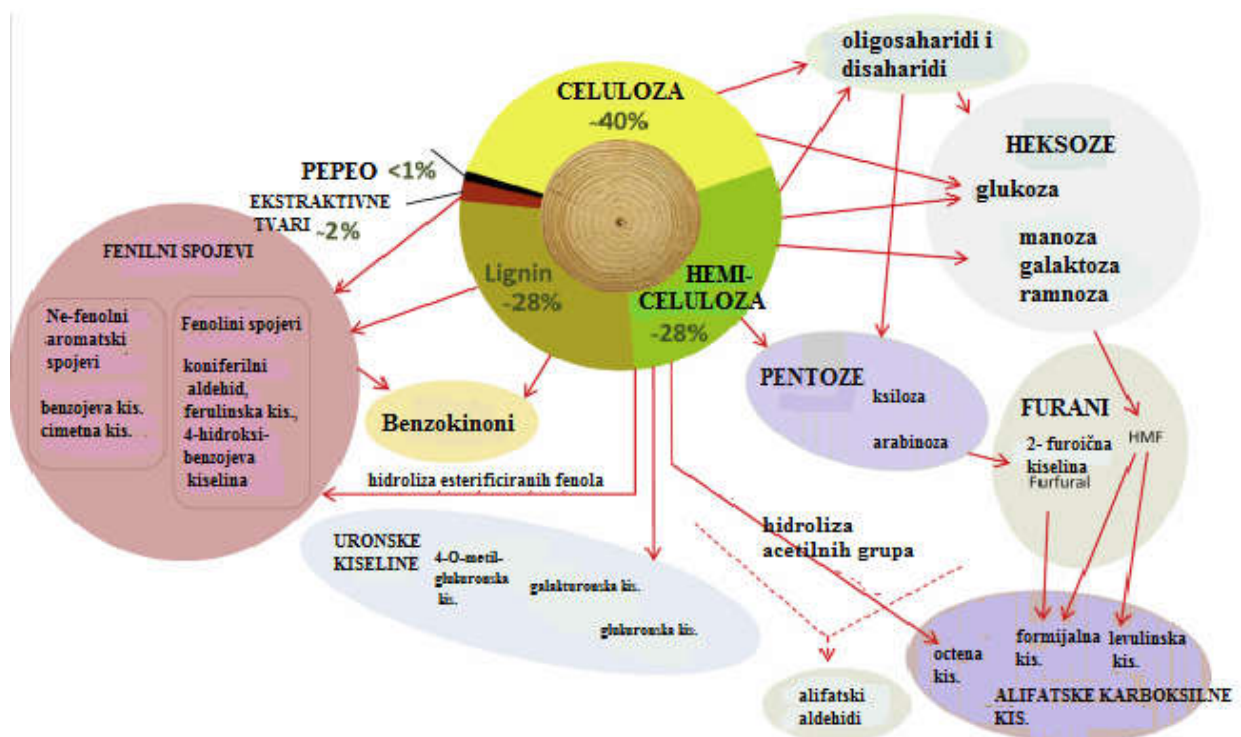 oligosaharidi i
disaharidi
CELULOZA
~40%
HEKSOZE
glukoza
manoza
galaktoza
ramnoza
PEPEO <1%
EKSTRAKTIVNE
TVARI ~2%
FENILNI SPOJEVI
Ne-fenolni
aromatski
spojevi
benzojeva kis.
cimetna kis.
Fenolini spojevi
koniferilni
aldehid,
ferulinska kis.,
4-hidroksi-
benzojeva
kiselina
Lignin
~28%
HEMI-
CELULOZA
~28%
PENTOZE
ksiloza
arabinoza
Benzokinoni
FURANI
2- furoična
kiselina
Furfural
HMF
hidroliza esterificiranih fenola
hidroliza
acetilnih grupa
URONSKE
KISELINE
4-O-metil-
glukuronska
kis.
galakturonska kis.
glukuronska kis.
octena
kis.
formijalna
kis.
levulinska
kis.
ALIFATSKE KARBOKSILNE
KIS.
alifatski
aldehidi